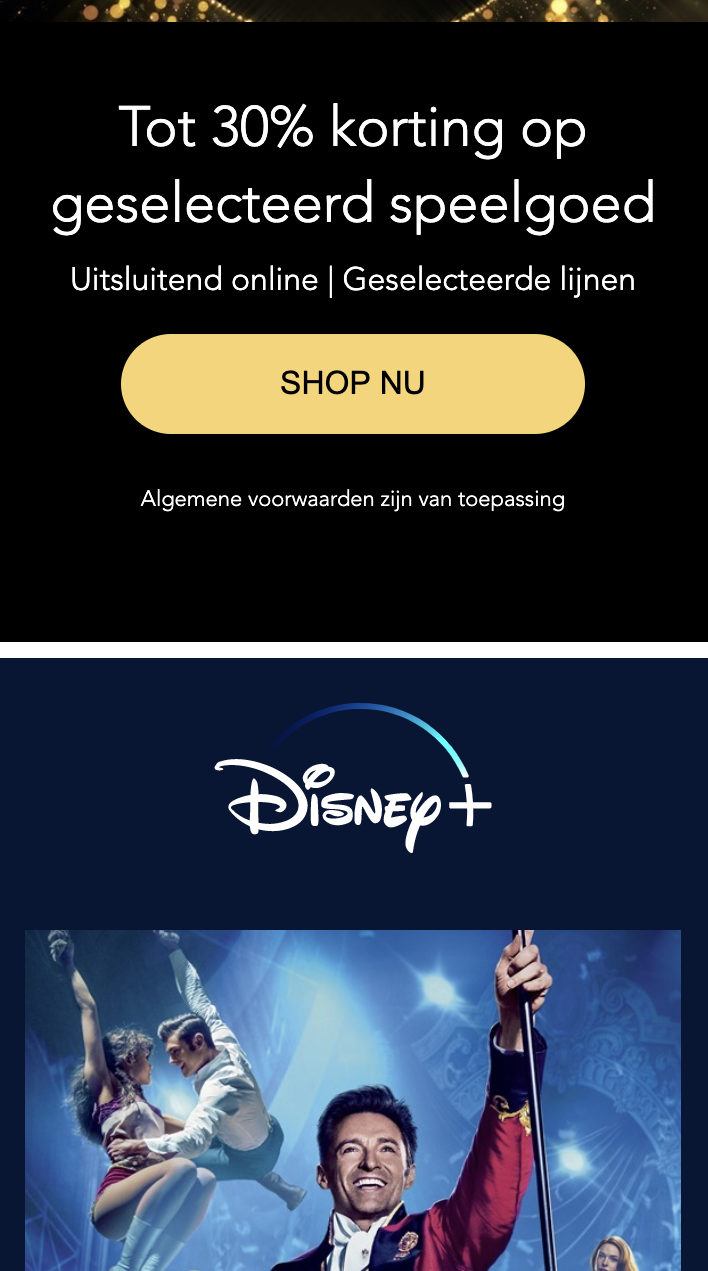 Tot 30% korting op
geselecteerd speelgoed
Uitsluitend online | Geselecteerde lijnen
SHOP NU
Algemene voorwaarden zijn van toepassing
Disney+